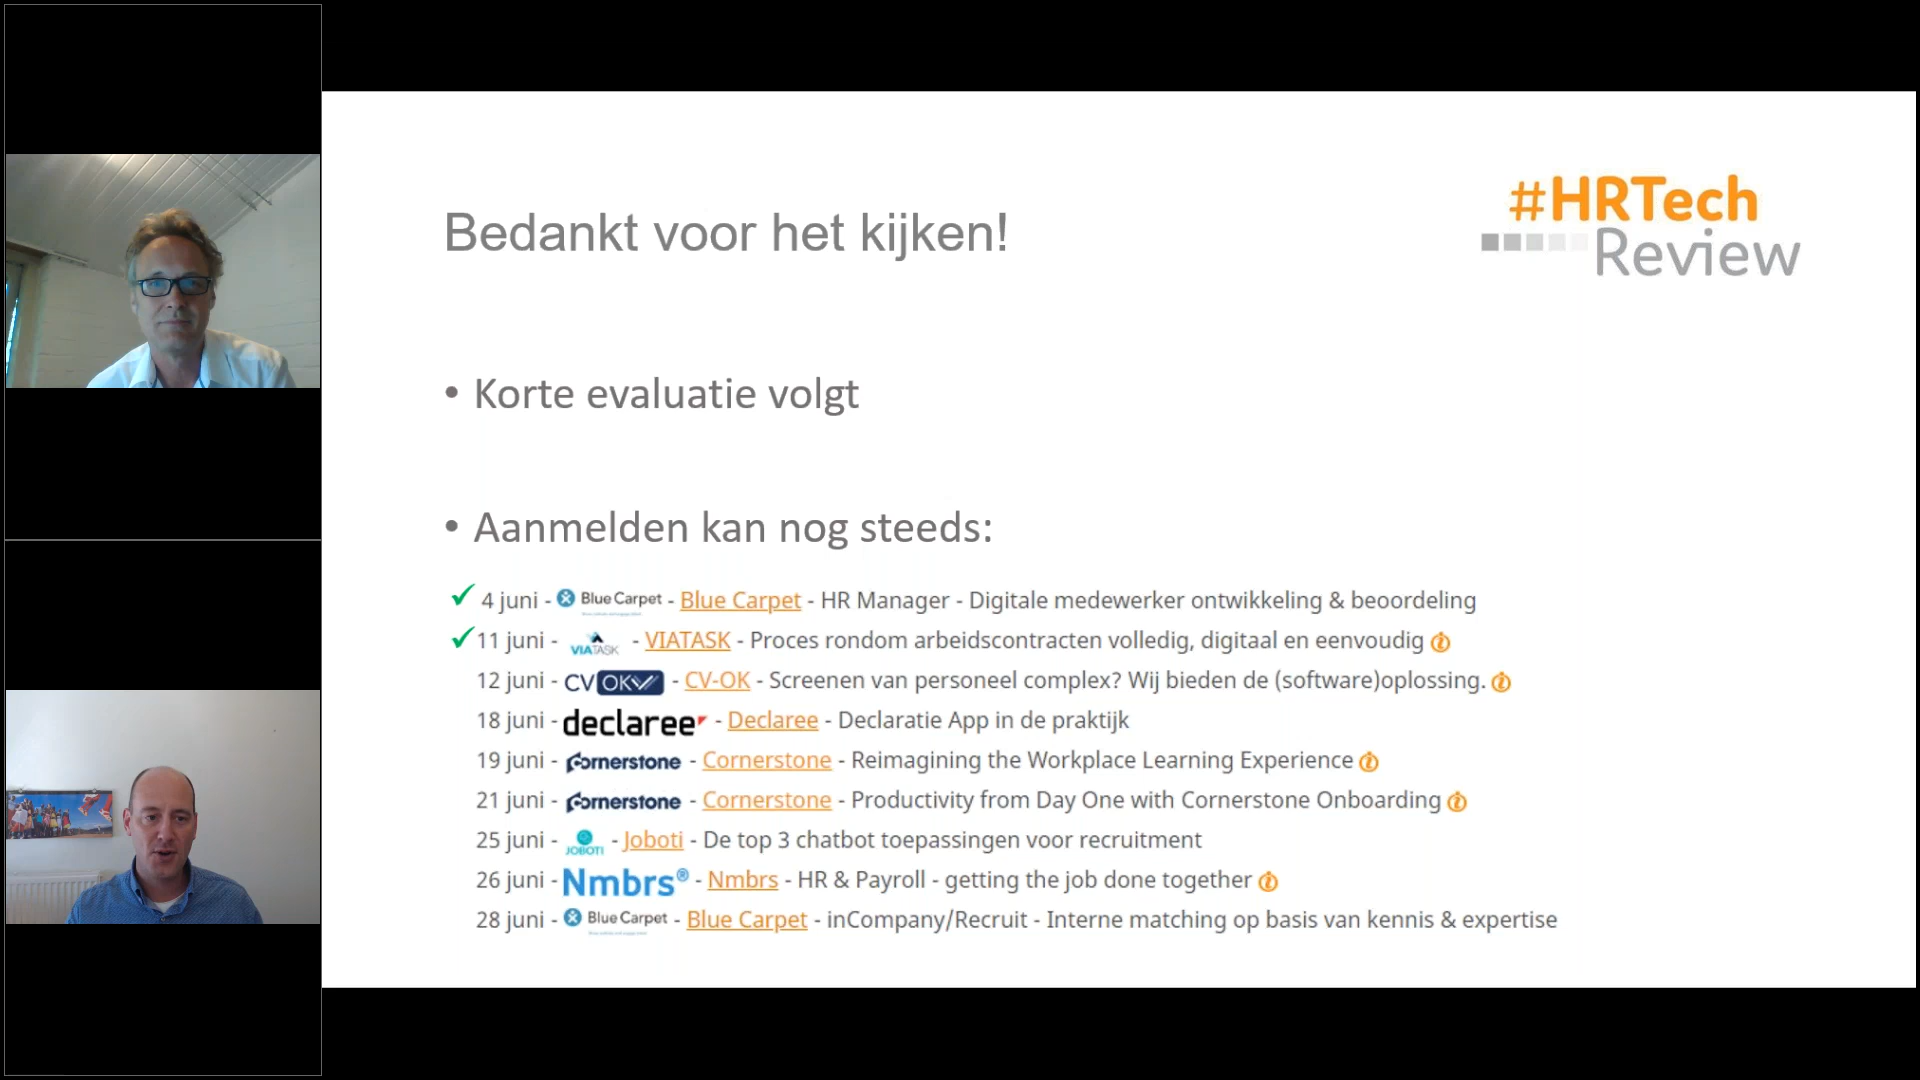 #HRTech
Review
Bedankt voor het kijken!
• Korte evaluatie volgt
• Aanmelden kan nog steeds:
✓ 4 juni - Blue Carpet - Blue Carpet - HR Manager - Digitale medewerker ontwikkeling & beoordeling
✓ 11 juni - VIATASK - VIATASK - Proces rondom arbeidscontracten volledig, digitaal en eenvoudig
12 juni - CV OK - CV-OK - Screenen van personeel complex? Wij bieden de (software)oplossing.
18 juni - declaree - Declaree - Declaratie App in de praktijk
19 juni - Cornerstone - Cornerstone - Reimagining the Workplace Learning Experience
21 juni - Cornerstone - Cornerstone - Productivity from Day One with Cornerstone Onboarding
25 juni - JOBOTI - Joboti - De top 3 chatbot toepassingen voor recruitment
26 juni - Nmbrs® - Nmbrs - HR & Payroll - getting the job done together
28 juni - Blue Carpet - Blue Carpet - inCompany/Recruit - Interne matching op basis van kennis & expertise